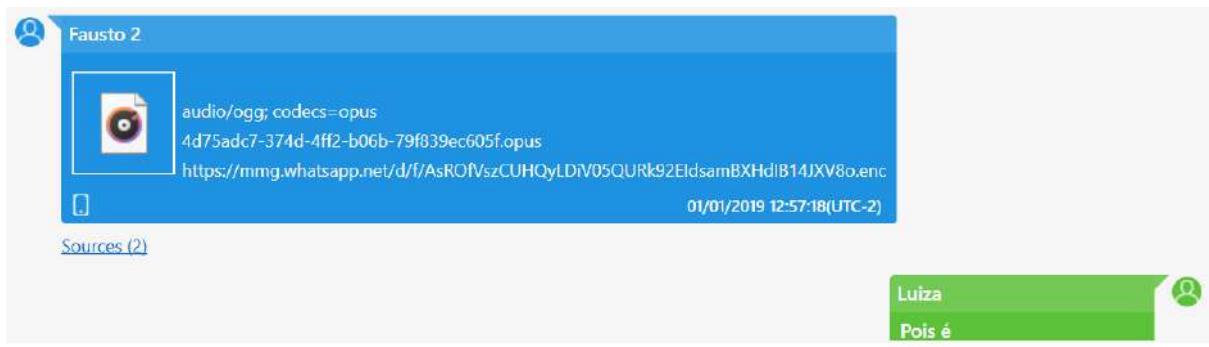 Fausto 2
audio/ogg; codecs=opus
4d75adc7-374d-4ff2-b06b-79f839ec605f.opus
https://mmg.whatsapp.net/d/f/AsROfVszCUHQyLDiV05QURk92EIdsamBXHdIB14JXV8o.enc
01/01/2019 12:57:18(UTC-2)
Sources (2)
Luiza
Pois é